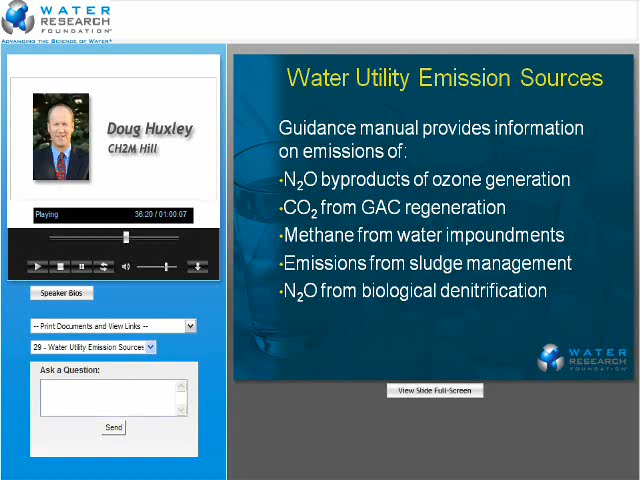 WATER
RESEARCH
FOUNDATION
ADVANCING THE SCIENCE OF WATER
Doug Huxley
CH2M Hill
Playing
36:20 / 01:00:07
Speaker Bios
-- Print Documents and View Links --
29 - Water Utility Emission Sources
Ask a Question:
Send
Water Utility Emission Sources
Guidance manual provides information
on emissions of:
•N₂O byproducts of ozone generation
•CO₂ from GAC regeneration
•Methane from water impoundments
•Emissions from sludge management
•N₂O from biological denitrification
WATER
RESEARCH
FOUNDATION
View Slide Full-Screen